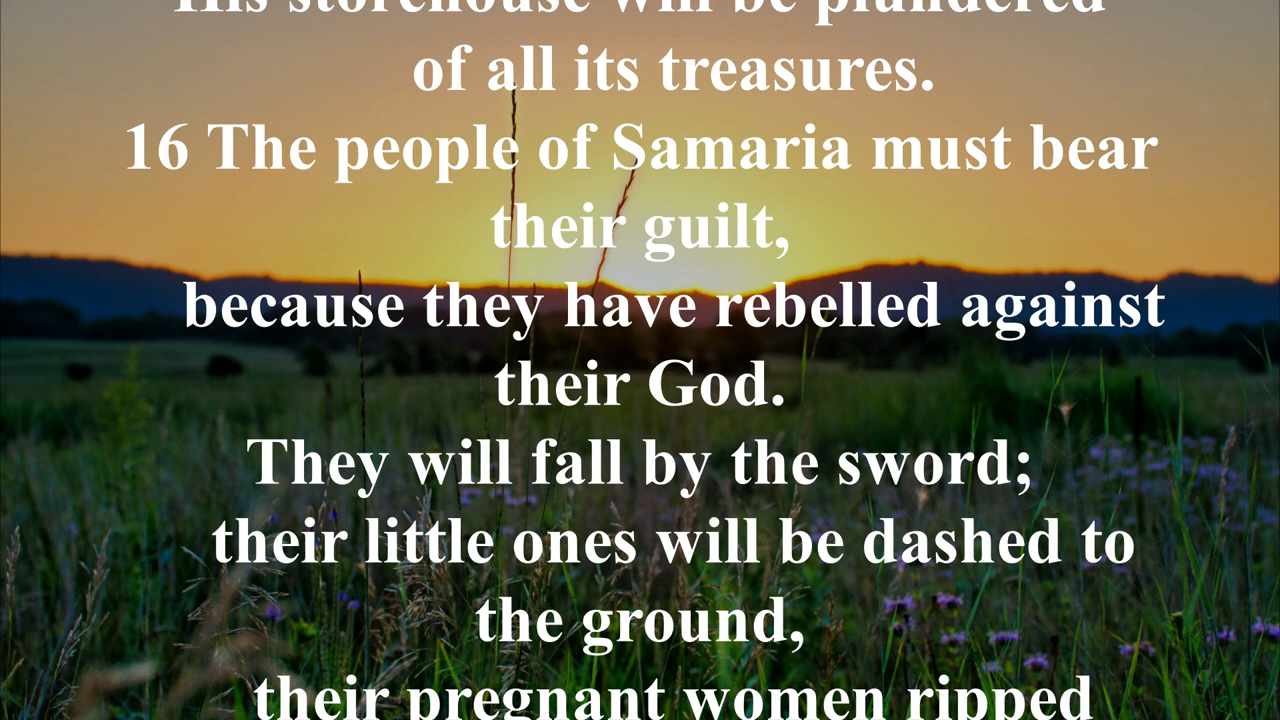 His storehouse will be plundered
of all its treasures.
16 The people of Samaria must bear
their guilt,
because they have rebelled against
their God.
They will fall by the sword;
their little ones will be dashed to
the ground,
their pregnant women ripped